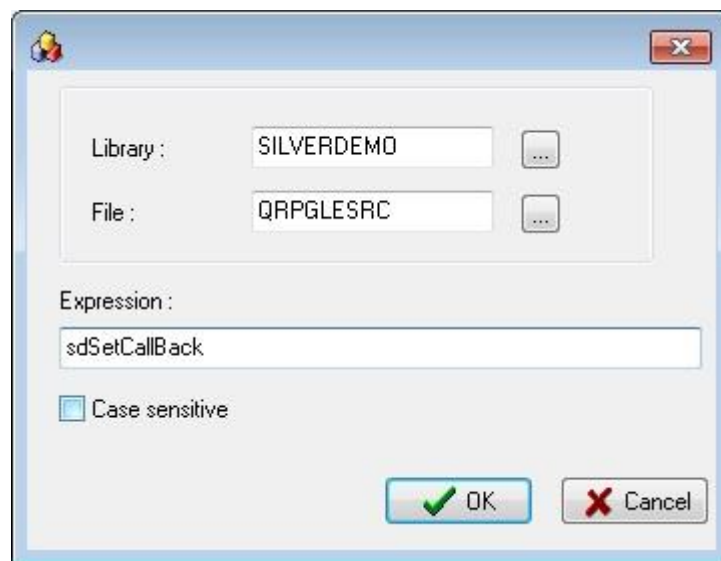 Library :
SILVERDEMO
...
File :
QRPGLESRC
...
Expression :
sdSetCallBack
Case sensitive
OK
Cancel